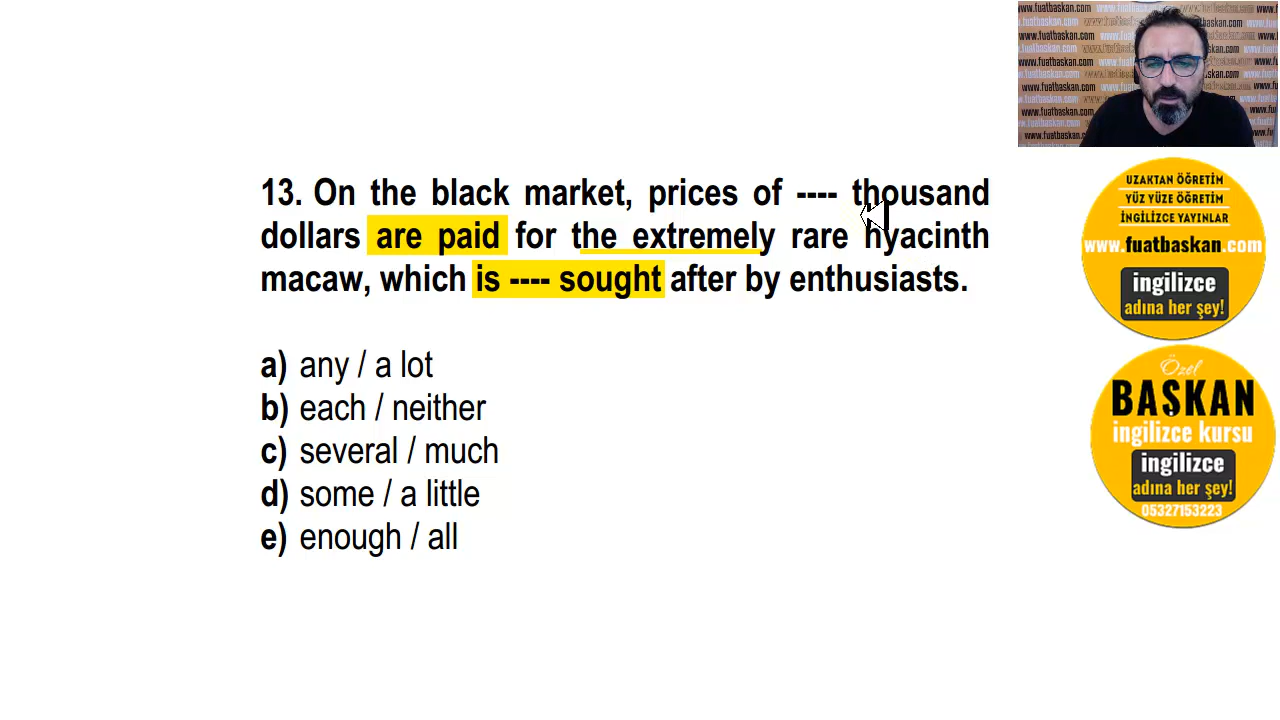 13. On the black market, prices of ---- thousand
dollars are paid for the extremely rare hyacinth
macaw, which is ---- sought after by enthusiasts.
a) any / a lot
b) each / neither
c) several / much
d) some / a little
e) enough / all
www.fuatbaskan.com
UZAKTAN ÖĞRETİM
YÜZ YÜZE ÖĞRETİM
İNGİLİZCE YAYINLAR
www.fuatbaskan.com
ingilizce
adına her şey!
Özel
BAŞKAN
ingilizce kursu
ingilizce
adına her şey!
05327153223